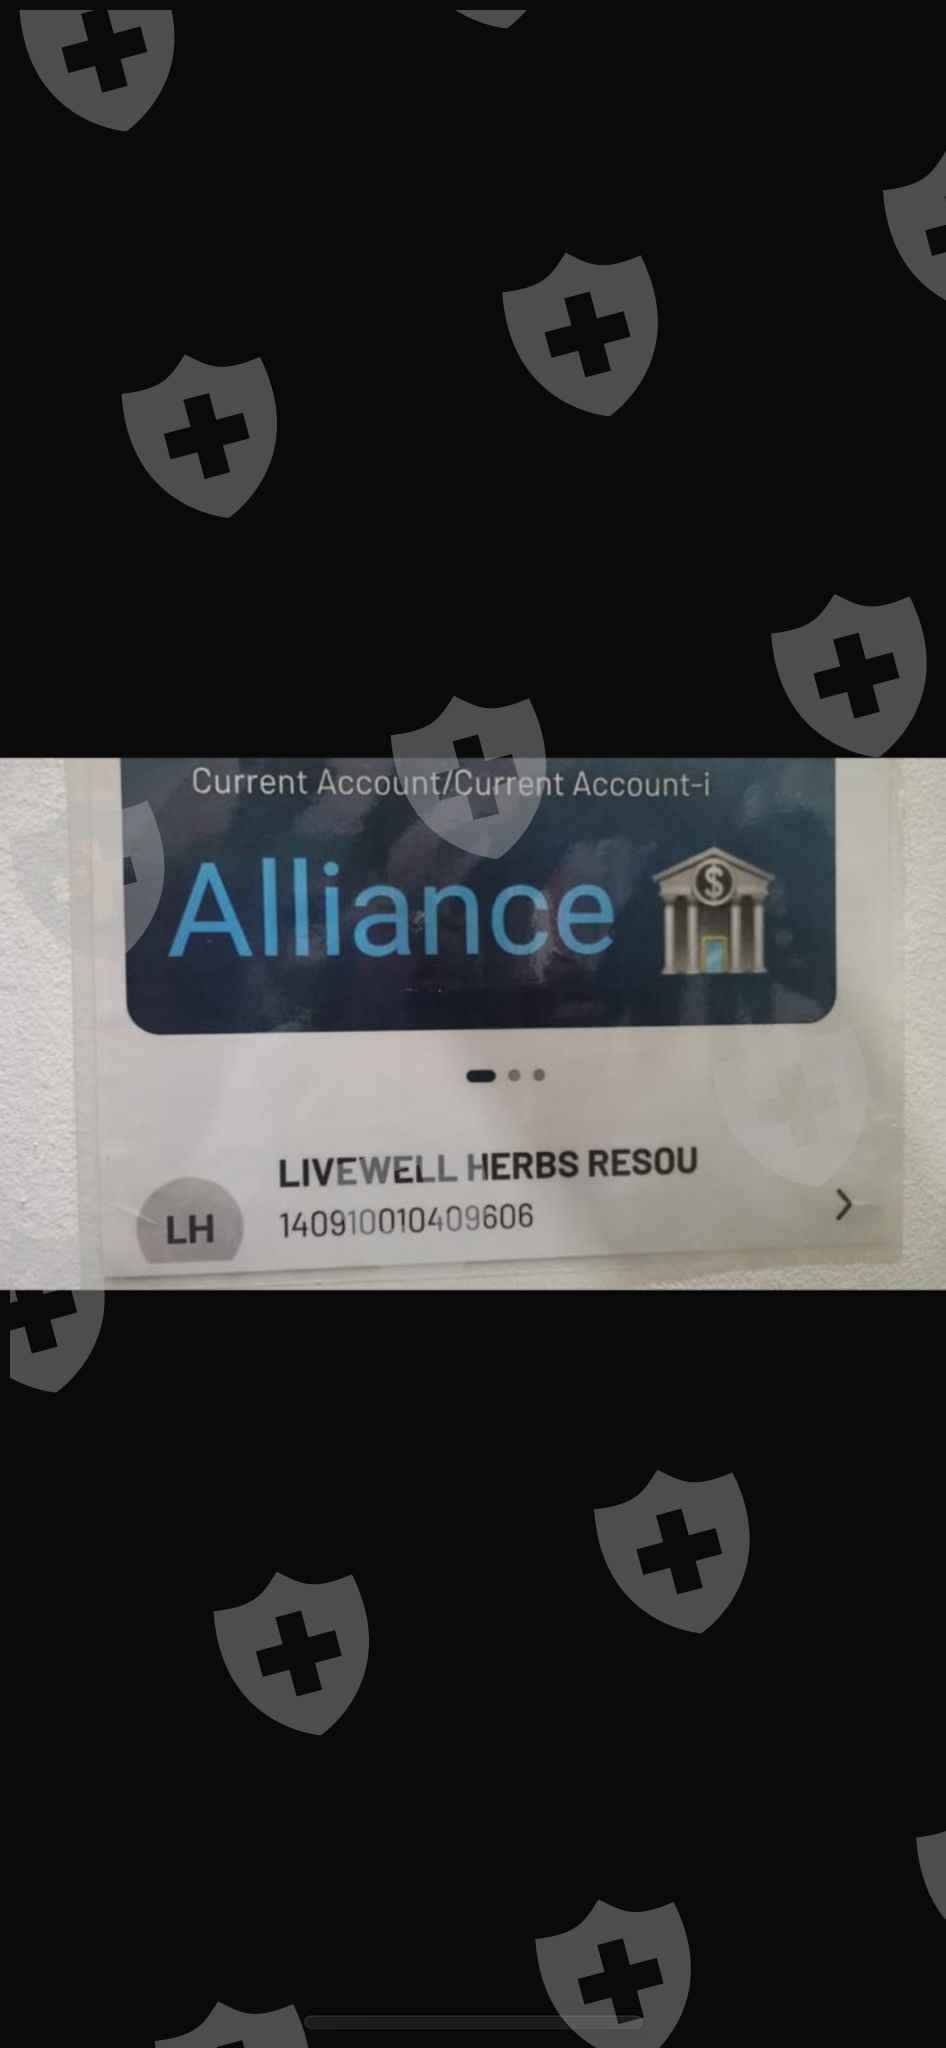 Current Account/Current Account-i
Alliance
$
LIVEWELL HERBS RESOU
LH
140910010409606